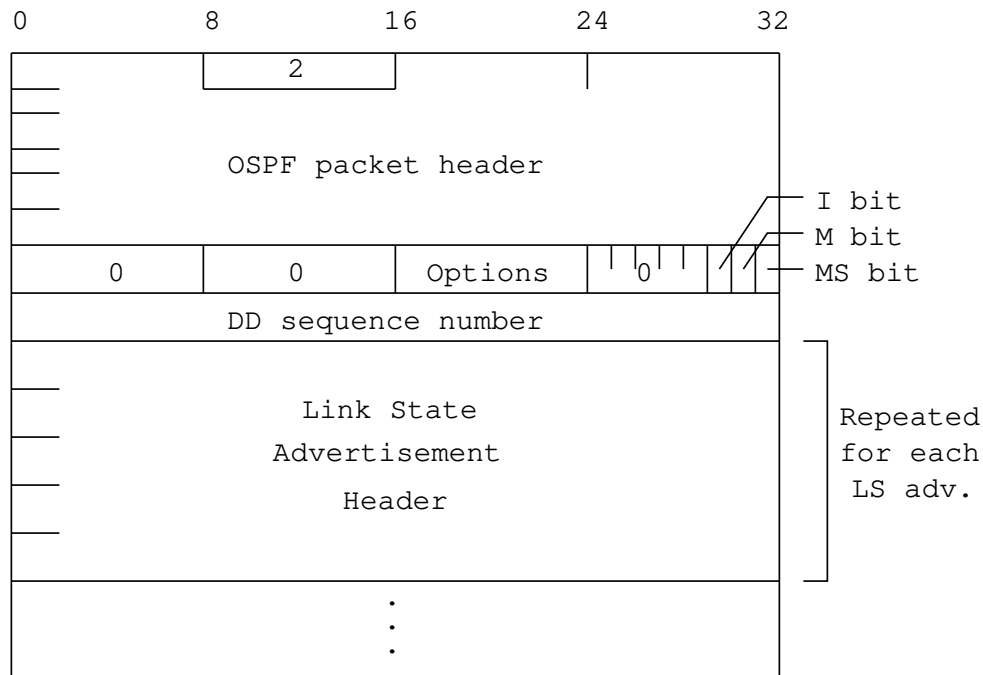 0 8 16 24 32
2
OSPF packet header
I bit
M bit
0 0 Options 0 MS bit
DD sequence number
Link State
Advertisement
Header
Repeated
for each
LS adv.
.
.
.